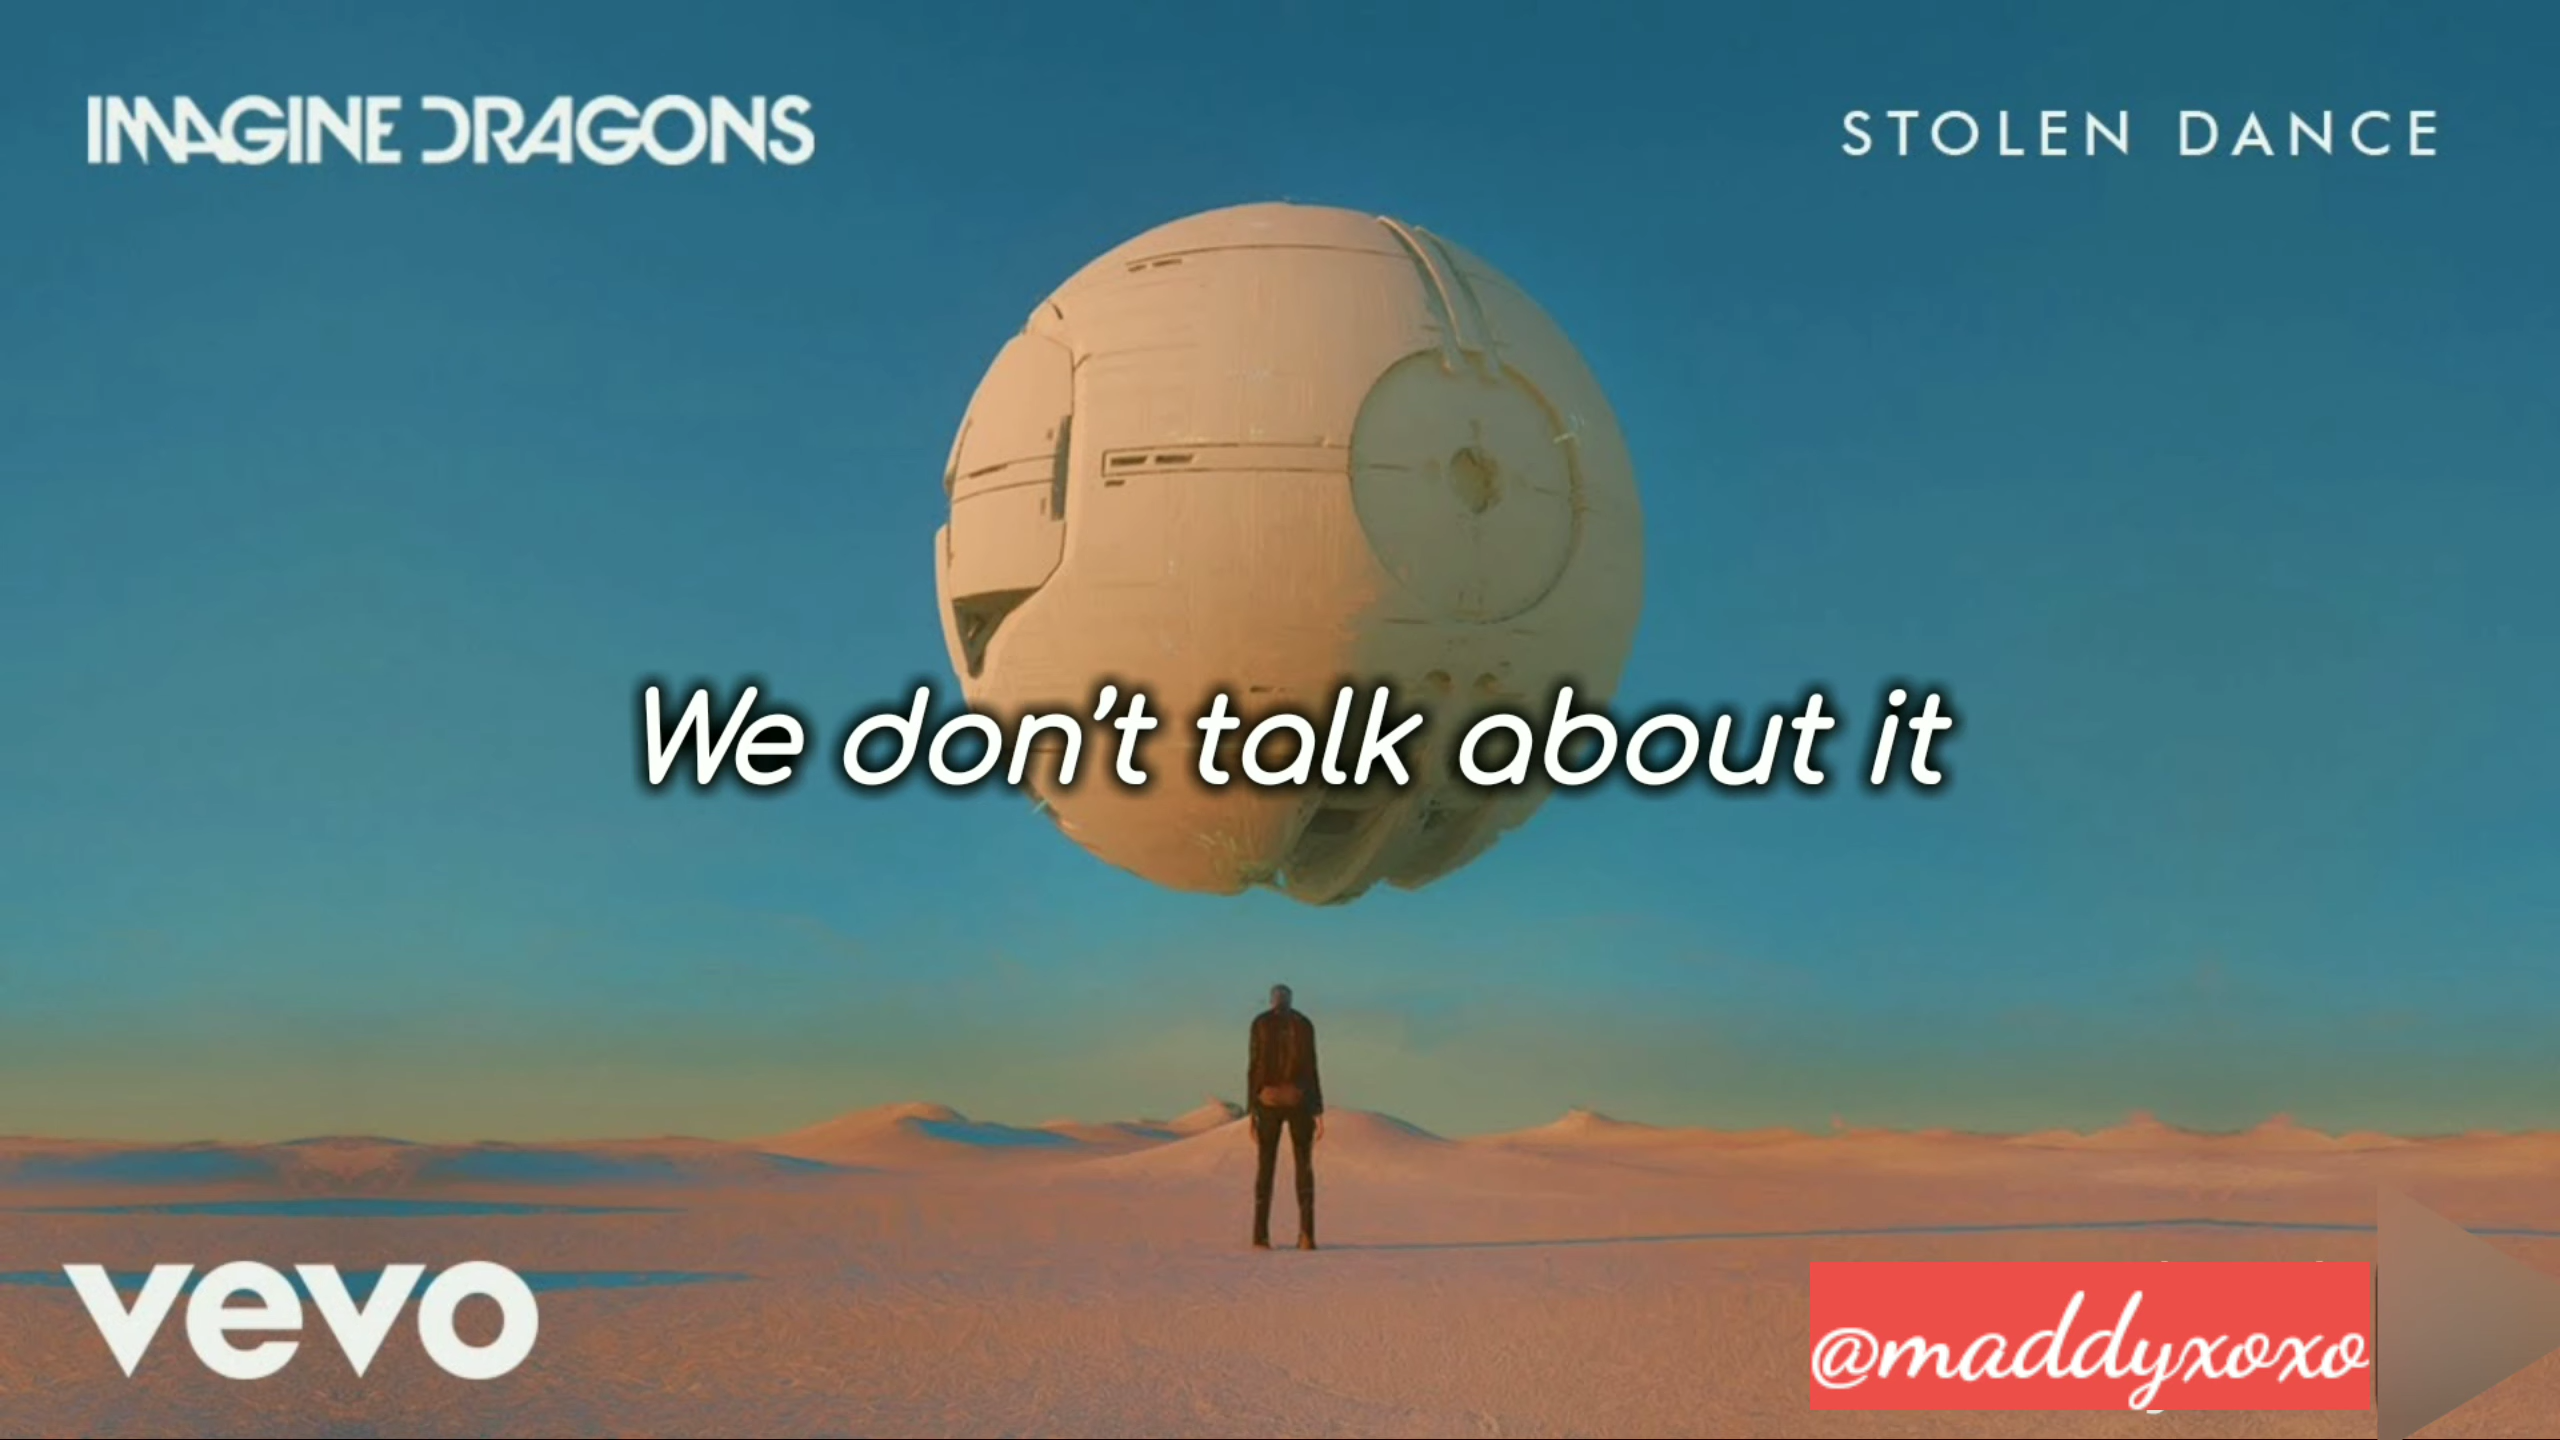 IMAGINE DRAGONS
STOLEN DANCE
We don't talk about it
vevo
@maddyxoxo